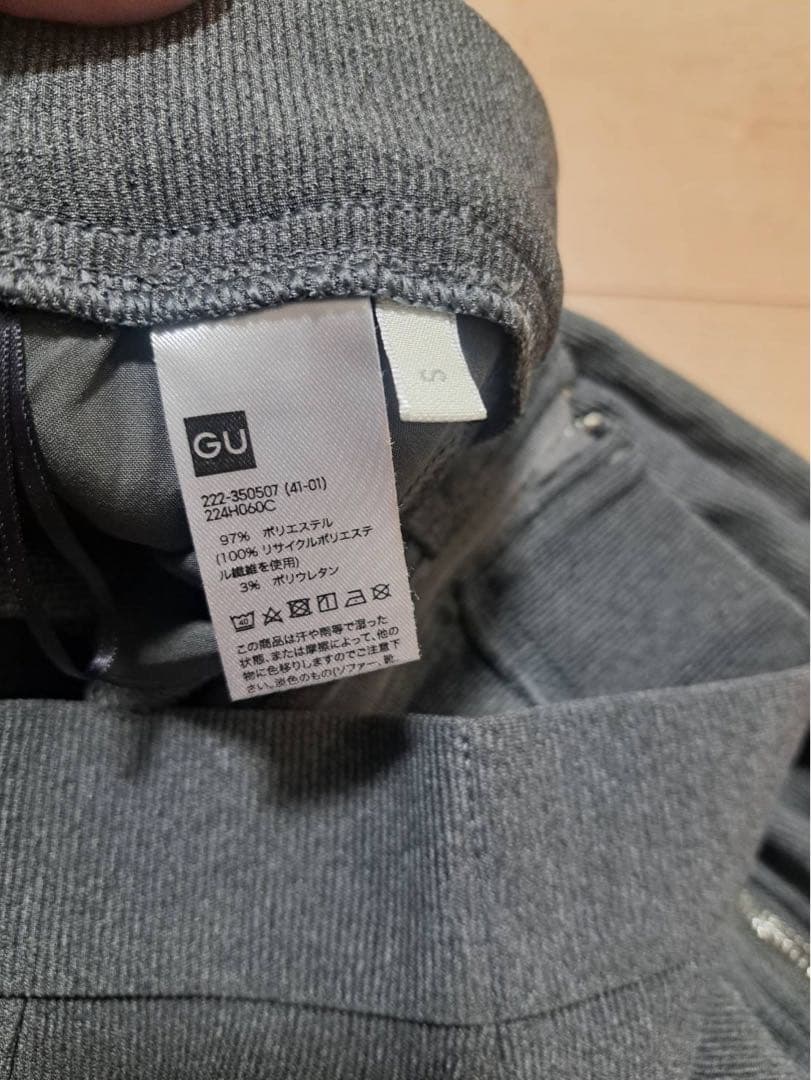 S
GU
222-350507 (41-01)
224H060C
97% ポリエステル
(100%リサイクルポリエステ
ル繊維を使用)
3% ポリウレタン
40
この商品は汗や雨等で湿った
状態、または摩擦によって、他の
物に色移りしますのでご注意下
さい。淡色のもの(ソファー、靴、